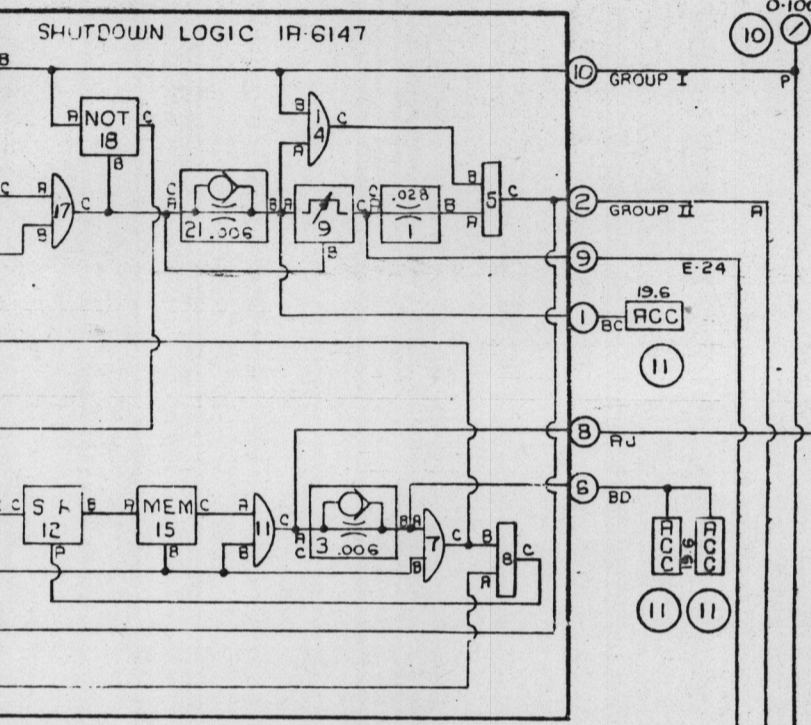 0-100
SHUTDOWN LOGIC 1A-6147
10
B
B
10
GROUP I
P
A NOT C
18
B
1
4
C
A
B
C
A
17
C
B
C
A
21 .006
B
A
9
B
C
C
A
.028
1
B
B
5
A
C
2
GROUP II
A
9
E-24
19.6
1
BC
ACC
11
8
AJ
6
BD
C
12
B
P
A MEM C
15
B
A
11
B
C
A
C
3 .006
B A
7
B
C
B
8
A
C
ACC
19.6
ACC
11
11